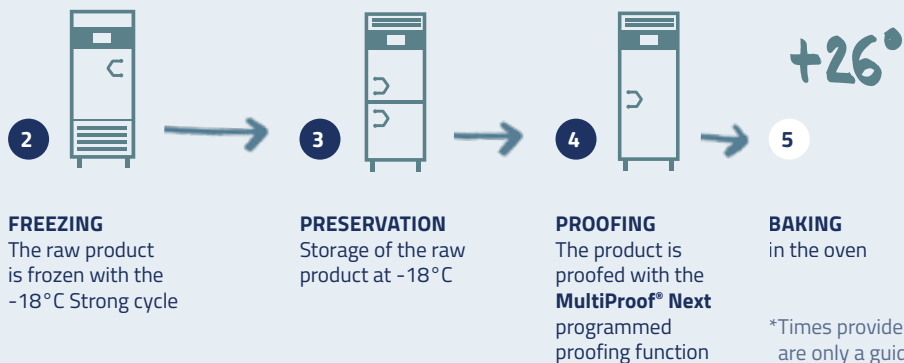 +26°
2
3
4
5
FREEZING
The raw product
is frozen with the
-18°C Strong cycle
PRESERVATION
Storage of the raw
product at -18°C
PROOFING
The product is
proofed with the
MultiProof® Next
programmed
proofing function
BAKING
in the oven
*Times provide
are only a guid